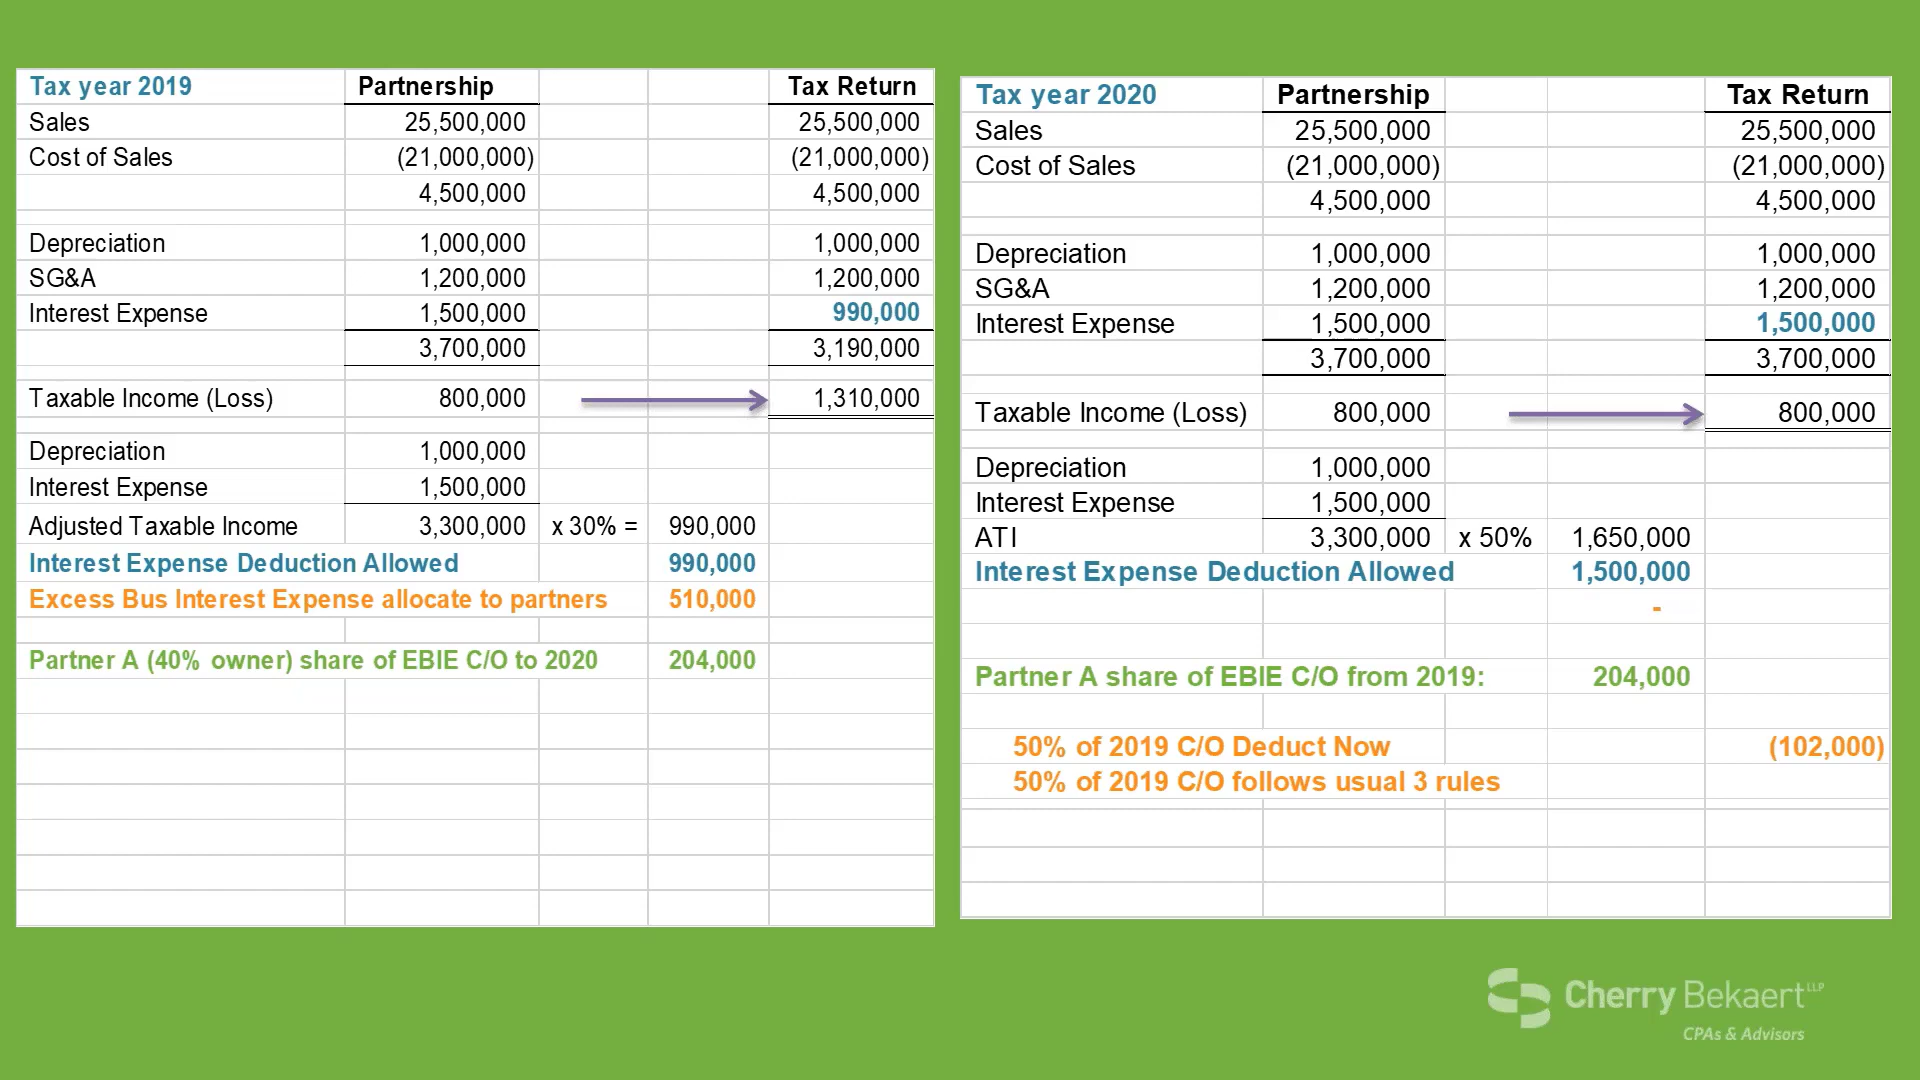 Tax year 2019 Partnership Tax Return
Sales 25,500,000 25,500,000
Cost of Sales (21,000,000) (21,000,000)
4,500,000 4,500,000
Depreciation 1,000,000 1,000,000
SG&A 1,200,000 1,200,000
Interest Expense 1,500,000 990,000
3,700,000 3,190,000
Taxable Income (Loss) 800,000 1,310,000
Depreciation 1,000,000
Interest Expense 1,500,000
Adjusted Taxable Income 3,300,000 x 30% = 990,000
Interest Expense Deduction Allowed 990,000
Excess Bus Interest Expense allocate to partners 510,000
Partner A (40% owner) share of EBIE C/O to 2020 204,000
Tax year 2020 Partnership Tax Return
Sales 25,500,000 25,500,000
Cost of Sales (21,000,000) (21,000,000)
4,500,000 4,500,000
Depreciation 1,000,000 1,000,000
SG&A 1,200,000 1,200,000
Interest Expense 1,500,000 1,500,000
3,700,000 3,700,000
Taxable Income (Loss) 800,000 800,000
Depreciation 1,000,000
Interest Expense 1,500,000
ATI 3,300,000 x 50% 1,650,000
Interest Expense Deduction Allowed 1,500,000
-
Partner A share of EBIE C/O from 2019: 204,000
50% of 2019 C/O Deduct Now (102,000)
50% of 2019 C/O follows usual 3 rules
Cherry Bekaert LLP
CPAs & Advisors